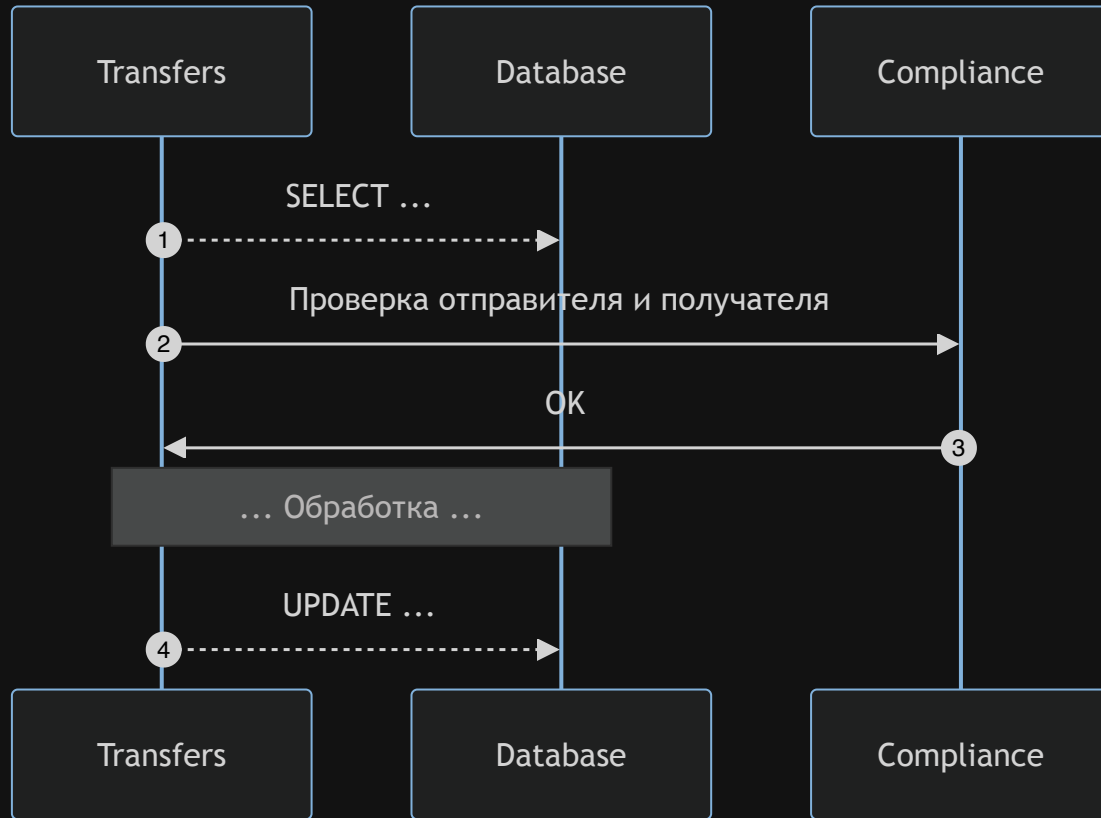 Transfers
Database
Compliance
SELECT ...
1
Проверка отправителя и получателя
2
OK
3
... Обработка ...
UPDATE ...
4
Transfers
Database
Compliance